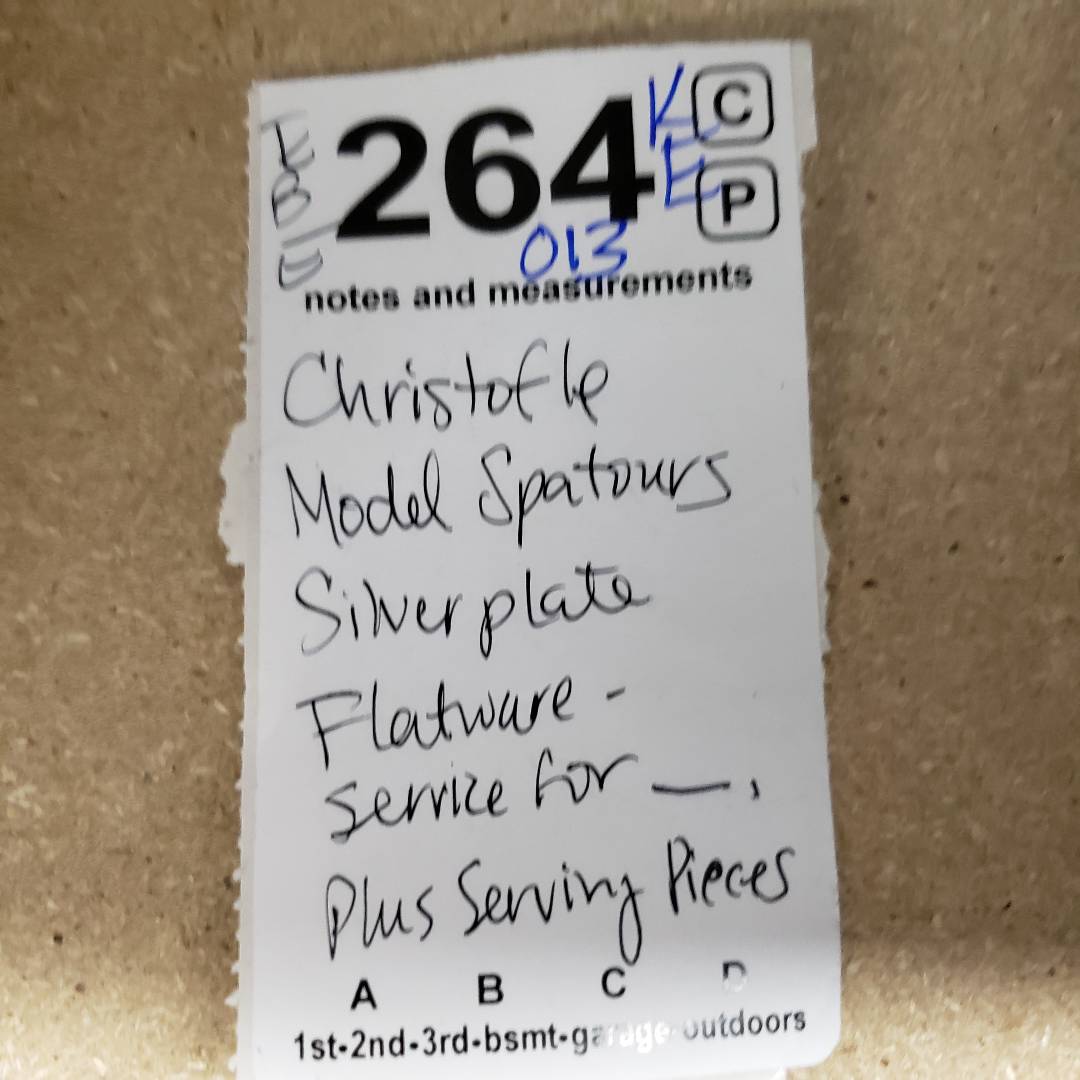 264
K C
E P
013
notes and measurements
Christofle
Model Spatours
Silverplate
Flatware -
service for —,
Plus Serving Pieces
A B C D
1st-2nd-3rd-bsmt-garage-outdoors